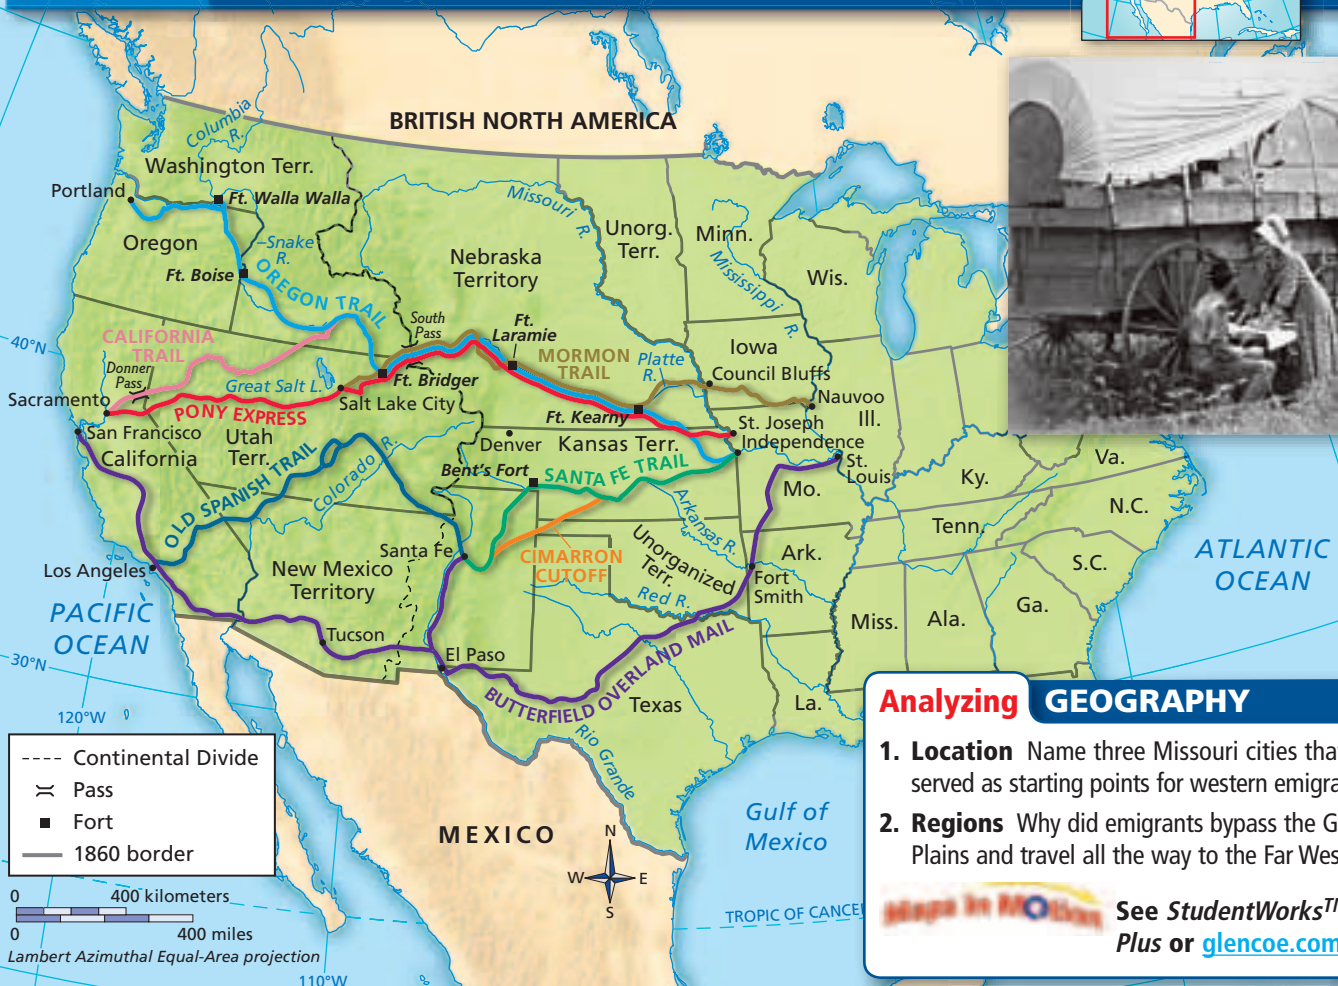 BRITISH NORTH AMERICA
Columbia
R.
Washington Terr.
Portland
Ft. Walla Walla
Oregon
Snake
R.
Ft. Boise
OREGON TRAIL
Missouri
R.
Nebraska
Territory
Unorg.
Terr.
Minn.
Mississippi R.
Wis.
40°N
CALIFORNIA
TRAIL
Donner
Pass
South
Pass
Ft.
Laramie
MORMON
TRAIL
Platte
R.
Iowa
Council Bluffs
Great Salt L.
Ft. Bridger
Sacramento
PONY EXPRESS
Salt Lake City
Ft. Kearny
Nauvoo
Ill.
San Francisco
California
Utah
Terr.
Denver
Kansas Terr.
St. Joseph
Independence
OLD SPANISH TRAIL
Colorado R.
Bent's Fort
SANTA FE TRAIL
St.
Louis
Mo.
Ky.
Va.
N.C.
Tenn.
Arkansas R.
Santa Fe
CIMARRON
CUTOFF
Unorganized
Terr.
Ark.
S.C.
ATLANTIC
OCEAN
Los Angeles
New Mexico
Territory
Red R.
Fort
Smith
Miss.
Ala.
Ga.
PACIFIC
OCEAN
30°N
Tucson
El Paso
BUTTERFIELD OVERLAND MAIL
Texas
La.
120°W
Rio Grande
MEXICO
Gulf of
Mexico
N
W
E
S
TROPIC OF CANCE
110°W
Continental Divide
Pass
Fort
1860 border
0 400 kilometers
0 400 miles
Lambert Azimuthal Equal-Area projection
Analyzing GEOGRAPHY
1. Location Name three Missouri cities tha
served as starting points for western emigra
2. Regions Why did emigrants bypass the G
Plains and travel all the way to the Far Wes
Maps in Motion
See StudentWorksT
Plus or glencoe.com